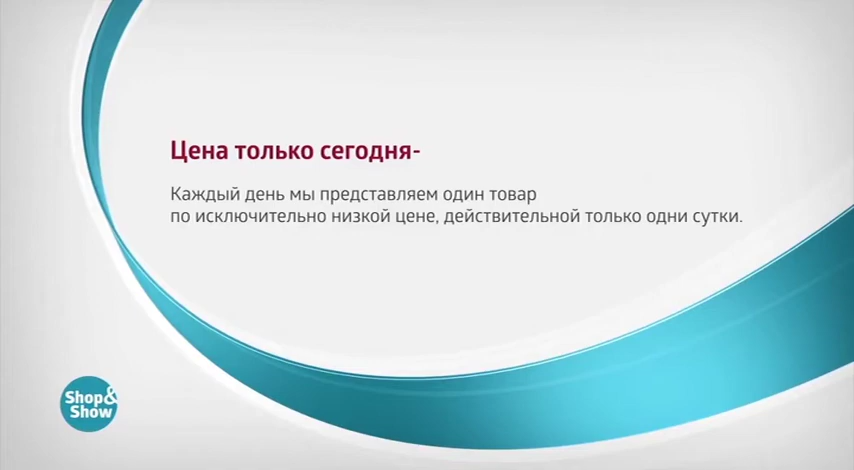 Цена только сегодня-
Каждый день мы представляем один товар
по исключительно низкой цене, действительной только одни сутки.
Shop&
Show